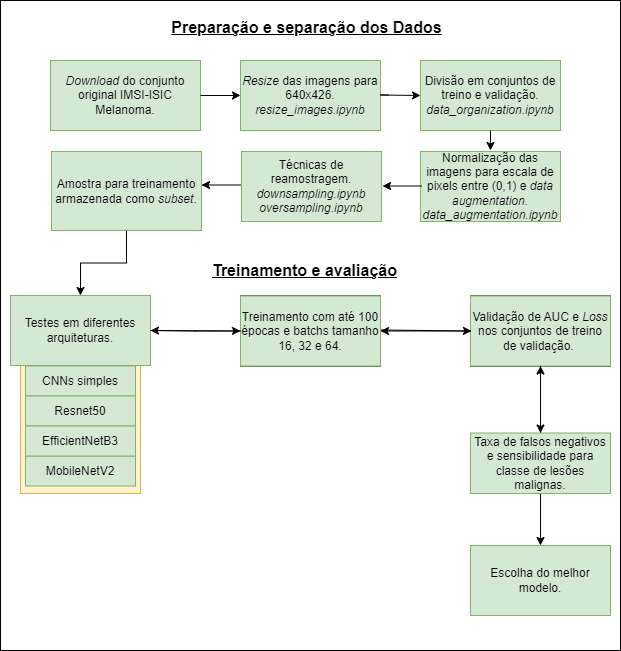 Preparação e separação dos Dados
Download do conjunto
original IMSI-ISIC
Melanoma.
Resize das imagens para
640x426.
resize_images.ipynb
Divisão em conjuntos de
treino e validação.
data_organization.ipynb
Normalização das
imagens para escala de
pixels entre (0,1) e data
augmentation.
data_augmentation.ipynb
Técnicas de
reamostragem.
downsampling.ipynb
oversampling.ipynb
Amostra para treinamento
armazenada como subset.
Treinamento e avaliação
Testes em diferentes
arquiteturas.
CNNs simples
Resnet50
EfficientNetB3
MobileNetV2
Treinamento com até 100
épocas e batchs tamanho
16, 32 e 64.
Validação de AUC e Loss
nos conjuntos de treino
de validação.
Taxa de falsos negativos
e sensibilidade para
classe de lesões
malignas.
Escolha do melhor
modelo.